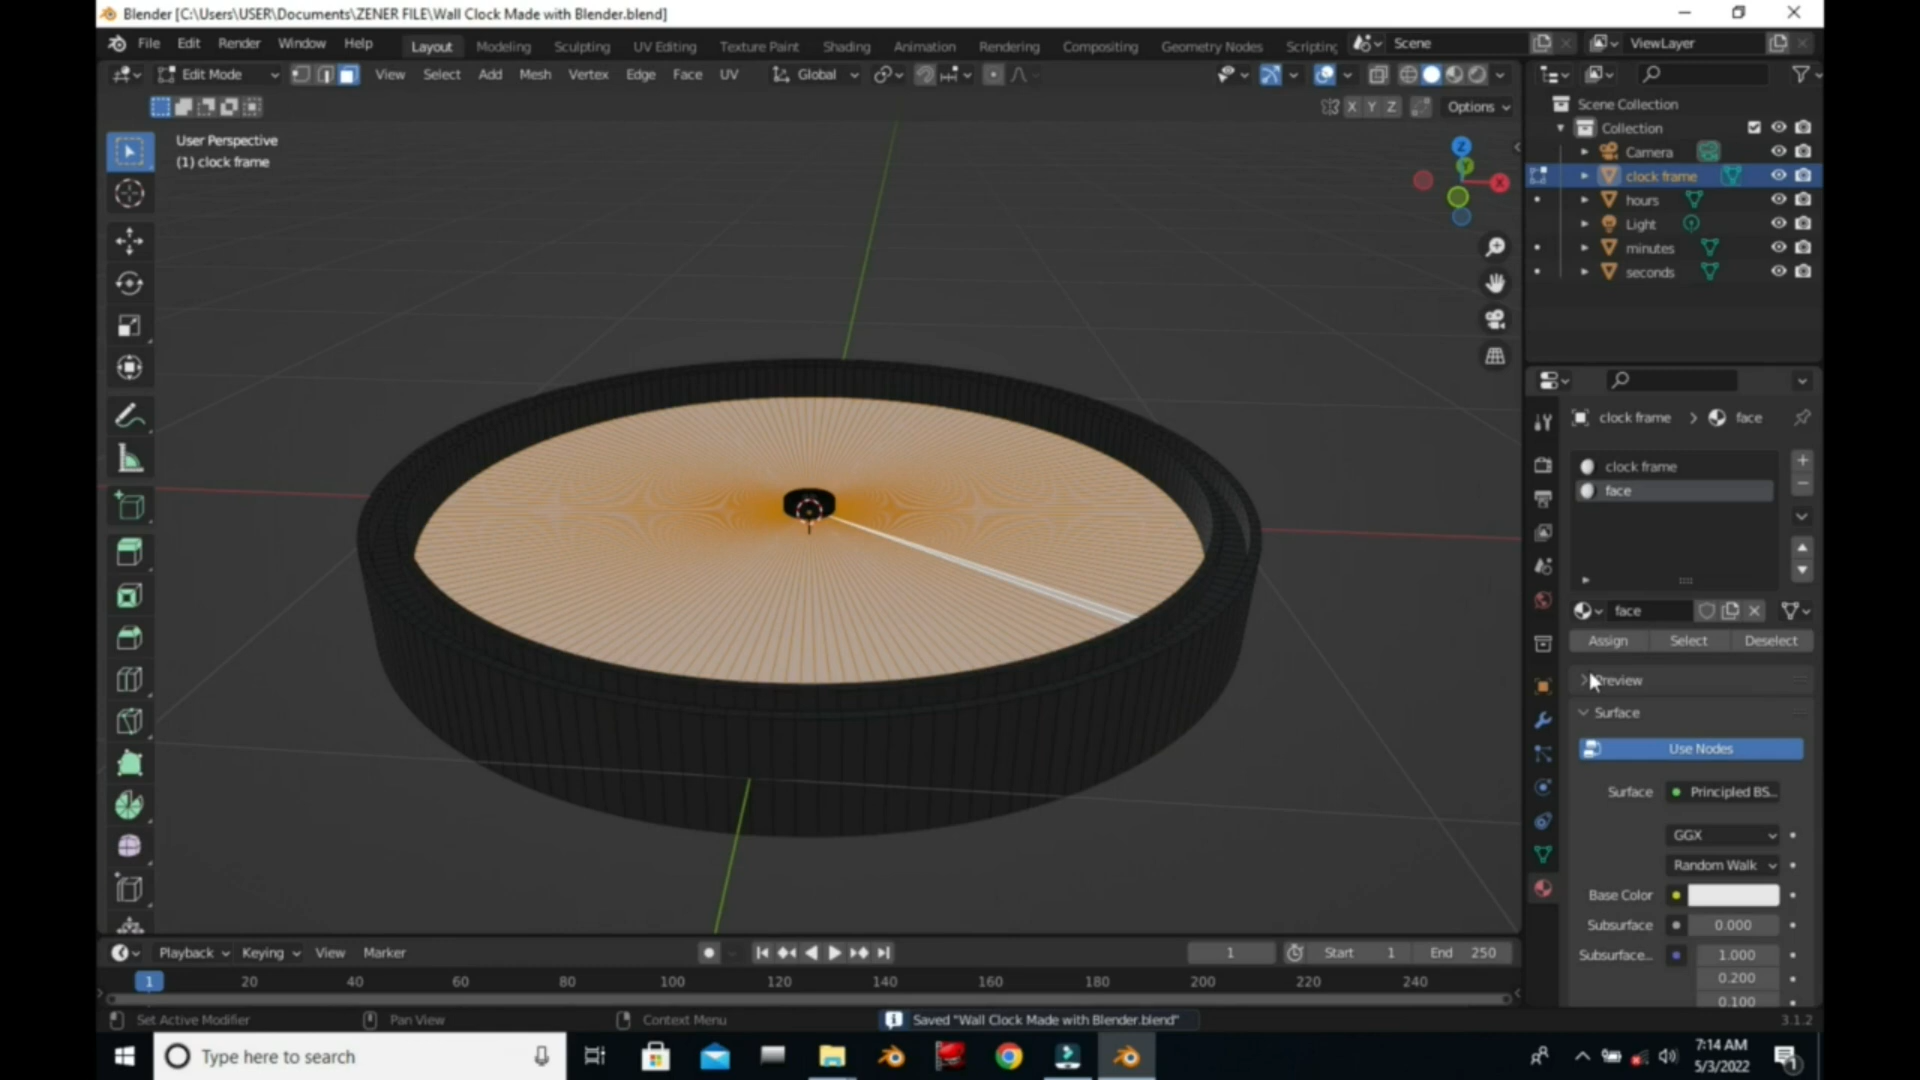 Blender [C:\Users\USER\Documents\ZENER FILE\Wall Clock Made with Blender.blend]
File Edit Render Window Help Layout Modeling Sculpting UV Editing Texture Paint Shading Animation Rendering Compositing Geometry Nodes Scripting Scene ViewLayer
Edit Mode View Select Add Mesh Vertex Edge Face UV Global
X Y Z Options
User Perspective
(1) clock frame
Z
Y
X
Scene Collection
Collection
Camera
clock frame
hours
Light
minutes
seconds
clock frame > face
clock frame
face
face
Assign Select Deselect
Preview
Surface
Use Nodes
Surface Principled BS...
GGX
Random Walk
Base Color
Subsurface 0.000
Subsurface... 1.000
0.200
0.100
Playback Keying View Marker 1 Start 1 End 250
1 20 40 60 80 100 120 140 160 180 200 220 240
Set Active Modifier Pan View Context Menu Saved "Wall Clock Made with Blender.blend" 3.1.2
Type here to search
7:14 AM
5/3/2022
1